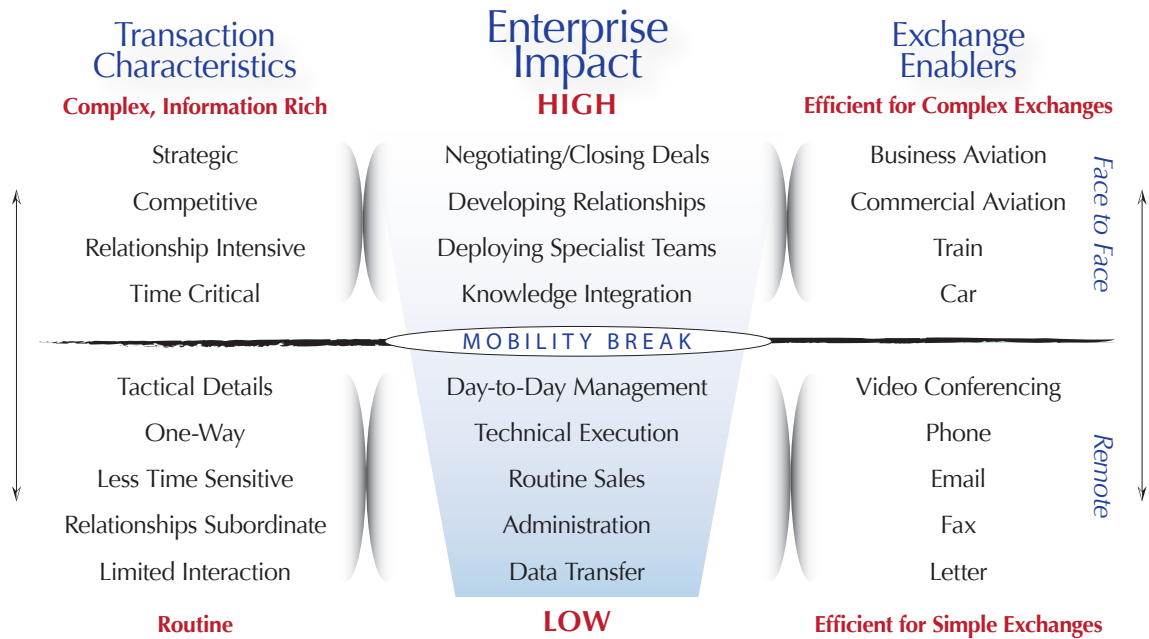 Transaction
Characteristics
Complex, Information Rich
Strategic
Competitive
Relationship Intensive
Time Critical
Tactical Details
One-Way
Less Time Sensitive
Relationships Subordinate
Limited Interaction
Routine
Enterprise
Impact
HIGH
Negotiating/Closing Deals
Developing Relationships
Deploying Specialist Teams
Knowledge Integration
MOBILITY BREAK
Day-to-Day Management
Technical Execution
Routine Sales
Administration
Data Transfer
LOW
Exchange
Enablers
Efficient for Complex Exchanges
Business Aviation
Commercial Aviation
Train
Car
Video Conferencing
Phone
Email
Fax
Letter
Efficient for Simple Exchanges
Face to Face
Remote